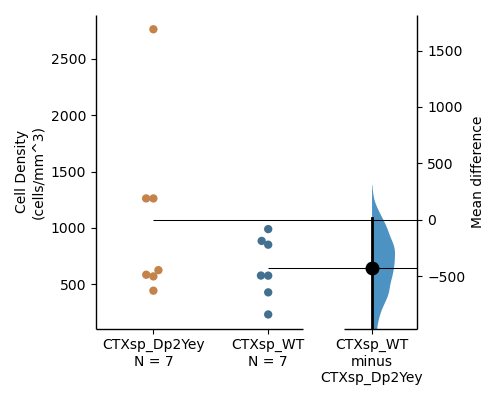 Cell Density
(cells/mm^3)
2500
2000
1500
1000
500
1500
1000
500
0
−500
Mean difference
CTXsp_Dp2Yey
N = 7
CTXsp_WT
N = 7
CTXsp_WT
minus
CTXsp_Dp2Yey